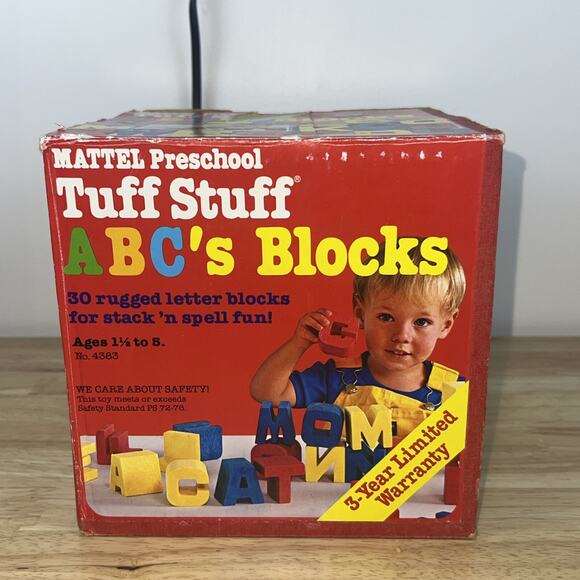 MATTEL Preschool
Tuff Stuff®
ABC's Blocks
30 rugged letter blocks
for stack 'n spell fun!
Ages 1½ to 5.
No. 4383
WE CARE ABOUT SAFETY!
This toy meets or exceeds
Safety Standard PS 72-76.
G
MOM
CAT
3-Year Limited
Warranty